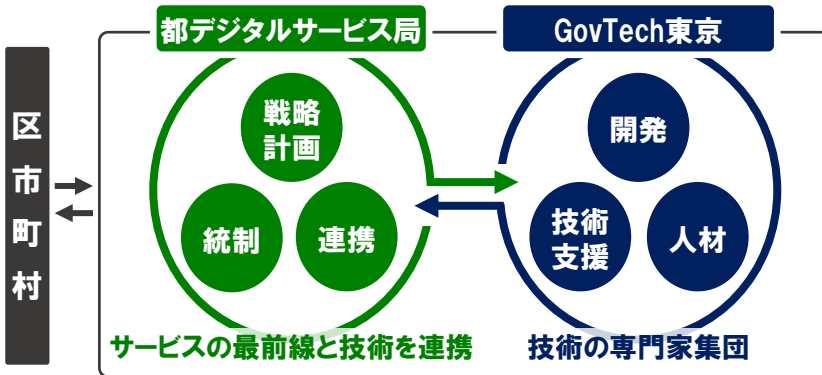 都デジタルサービス局
GovTech東京
区市町村
戦略
計画
統制
連携
開発
技術
支援
人材
サービスの最前線と技術を連携
技術の専門家集団